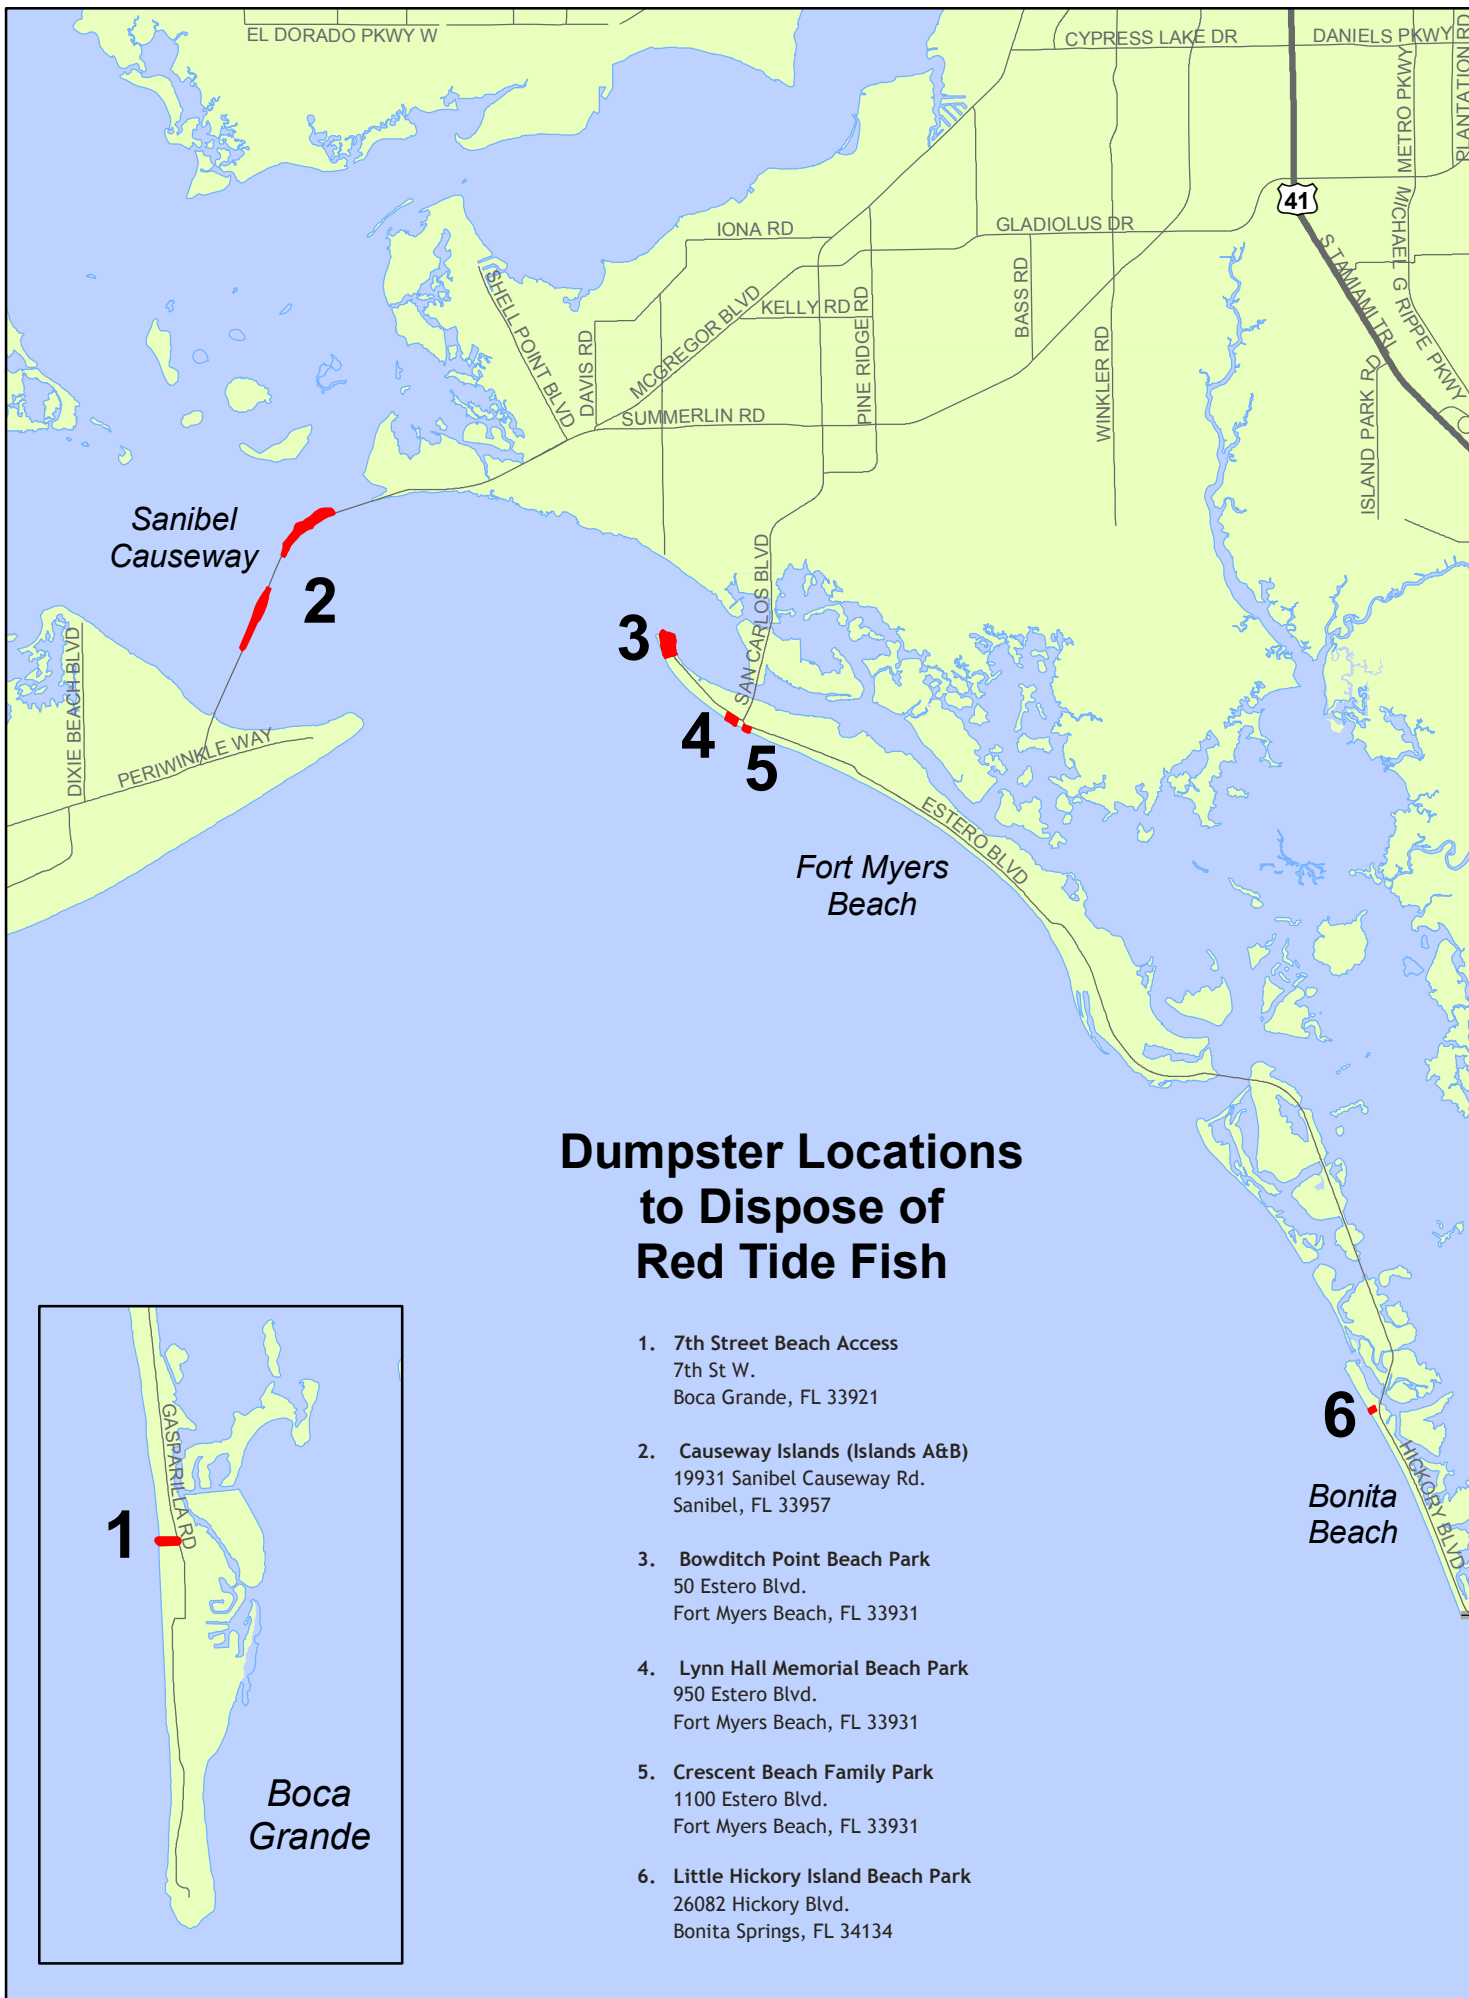 EL DORADO PKWY W
CYPRESS LAKE DR
DANIELS PKWY
METRO PKWY
PLANTATION RD
41
IONA RD
GLADIOLUS DR
MICHAEL G RIPPE PKWY
S TAMIAMI TRL
SHELL POINT BLVD
DAVIS RD
MCGREGOR BLVD
KELLY RD
PINE RIDGE RD
BASS RD
WINKLER RD
ISLAND PARK RD
SUMMERLIN RD
Sanibel
Causeway
2
3
SAN CARLOS BLVD
4
5
DIXIE BEACH BLVD
PERIWINKLE WAY
ESTERO BLVD
Fort Myers
Beach
Dumpster Locations
to Dispose of
Red Tide Fish
1. 7th Street Beach Access
7th St W.
Boca Grande, FL 33921
2. Causeway Islands (Islands A&B)
19931 Sanibel Causeway Rd.
Sanibel, FL 33957
3. Bowditch Point Beach Park
50 Estero Blvd.
Fort Myers Beach, FL 33931
4. Lynn Hall Memorial Beach Park
950 Estero Blvd.
Fort Myers Beach, FL 33931
5. Crescent Beach Family Park
1100 Estero Blvd.
Fort Myers Beach, FL 33931
6. Little Hickory Island Beach Park
26082 Hickory Blvd.
Bonita Springs, FL 34134
6
HICKORY BLVD
Bonita
Beach
GASPARILLA RD
1
Boca
Grande